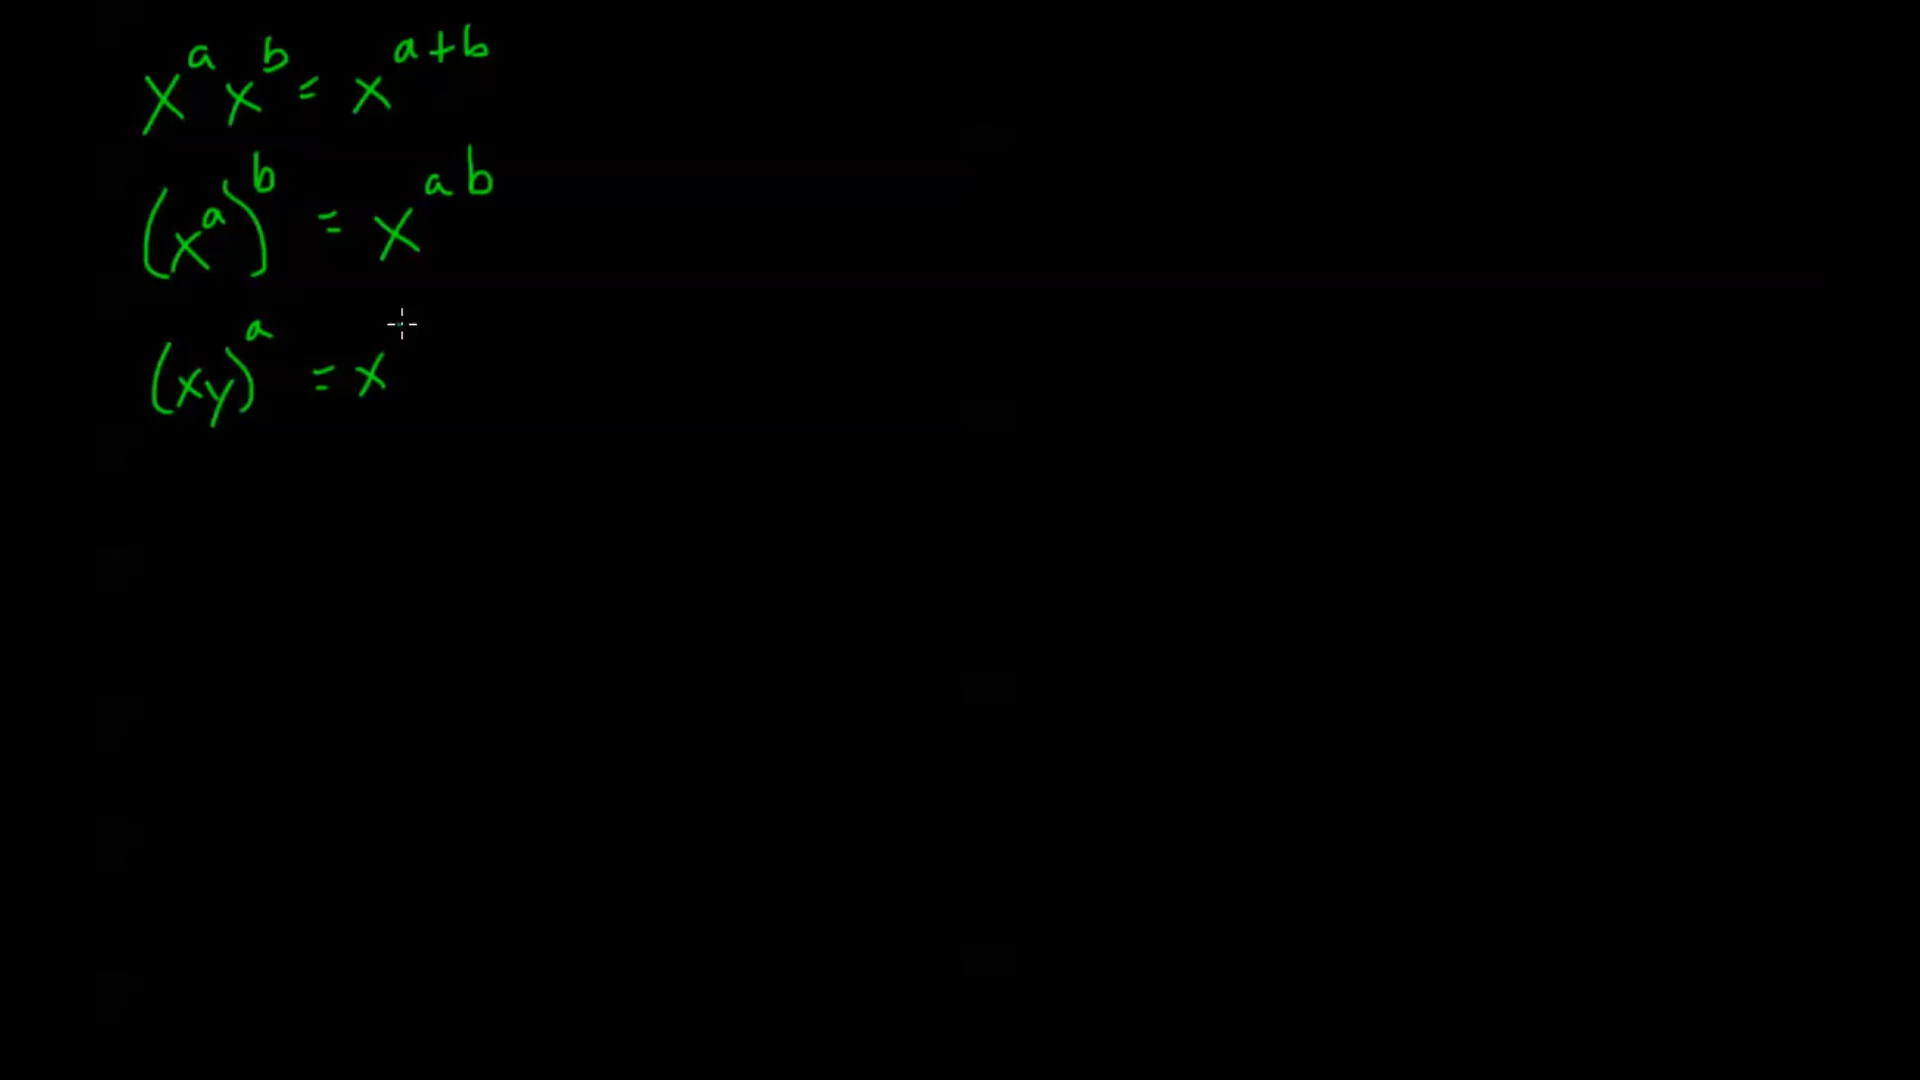 x^a x^b = x^{a+b}
(x^a)^b = x^{ab}
(xy)^a = x